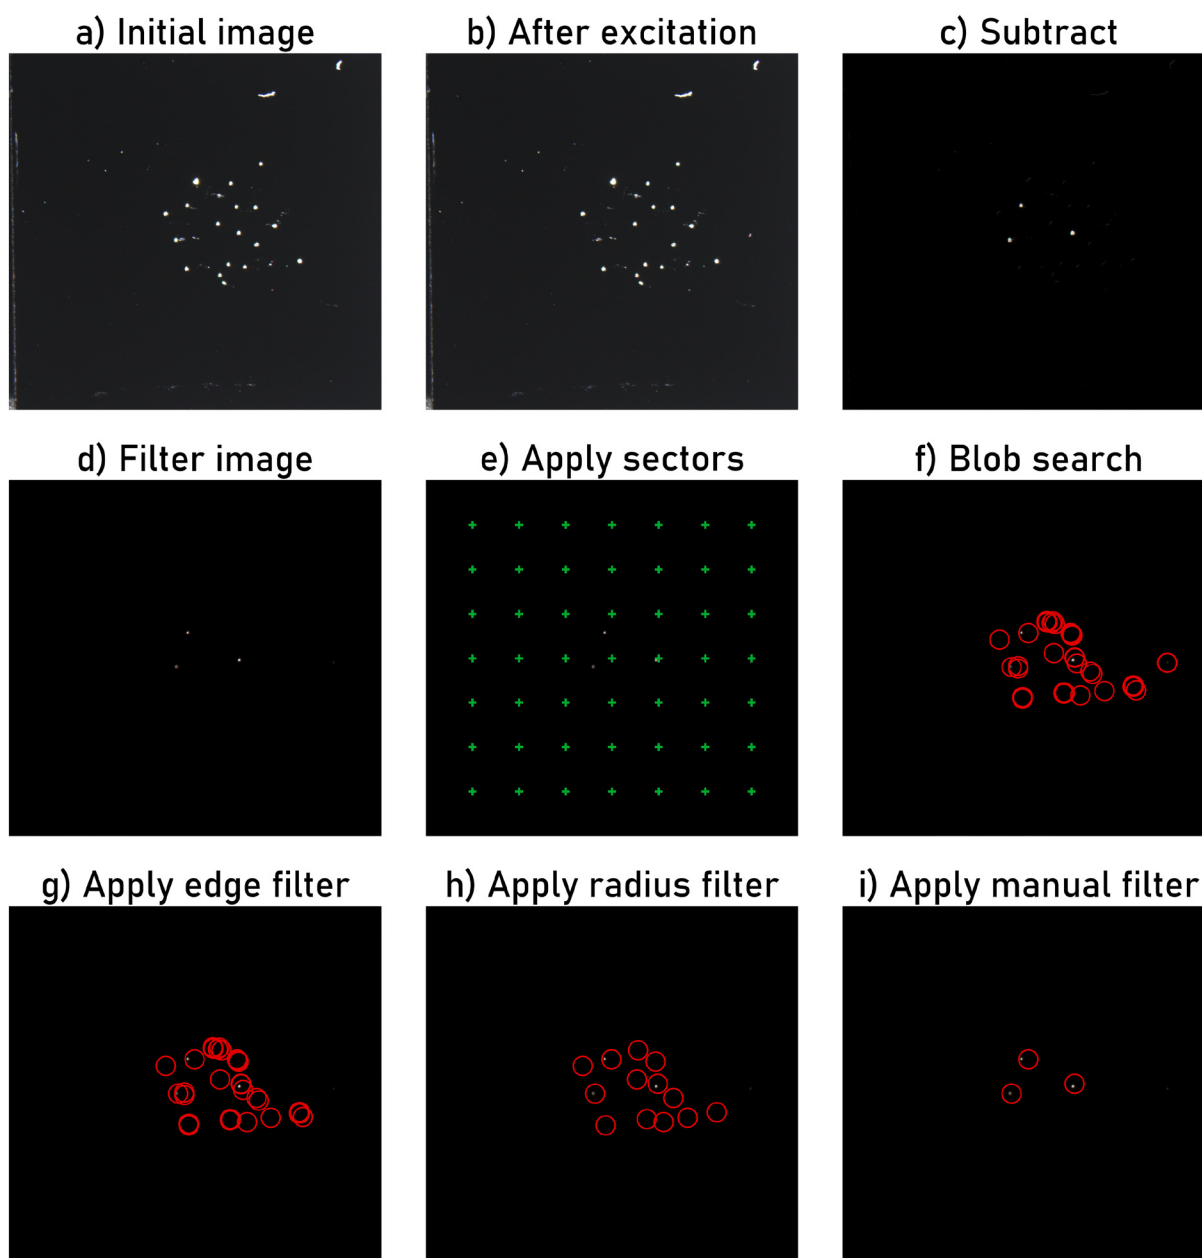 a) Initial image
b) After excitation
c) Subtract
d) Filter image
e) Apply sectors
f) Blob search
g) Apply edge filter
h) Apply radius filter
i) Apply manual filter